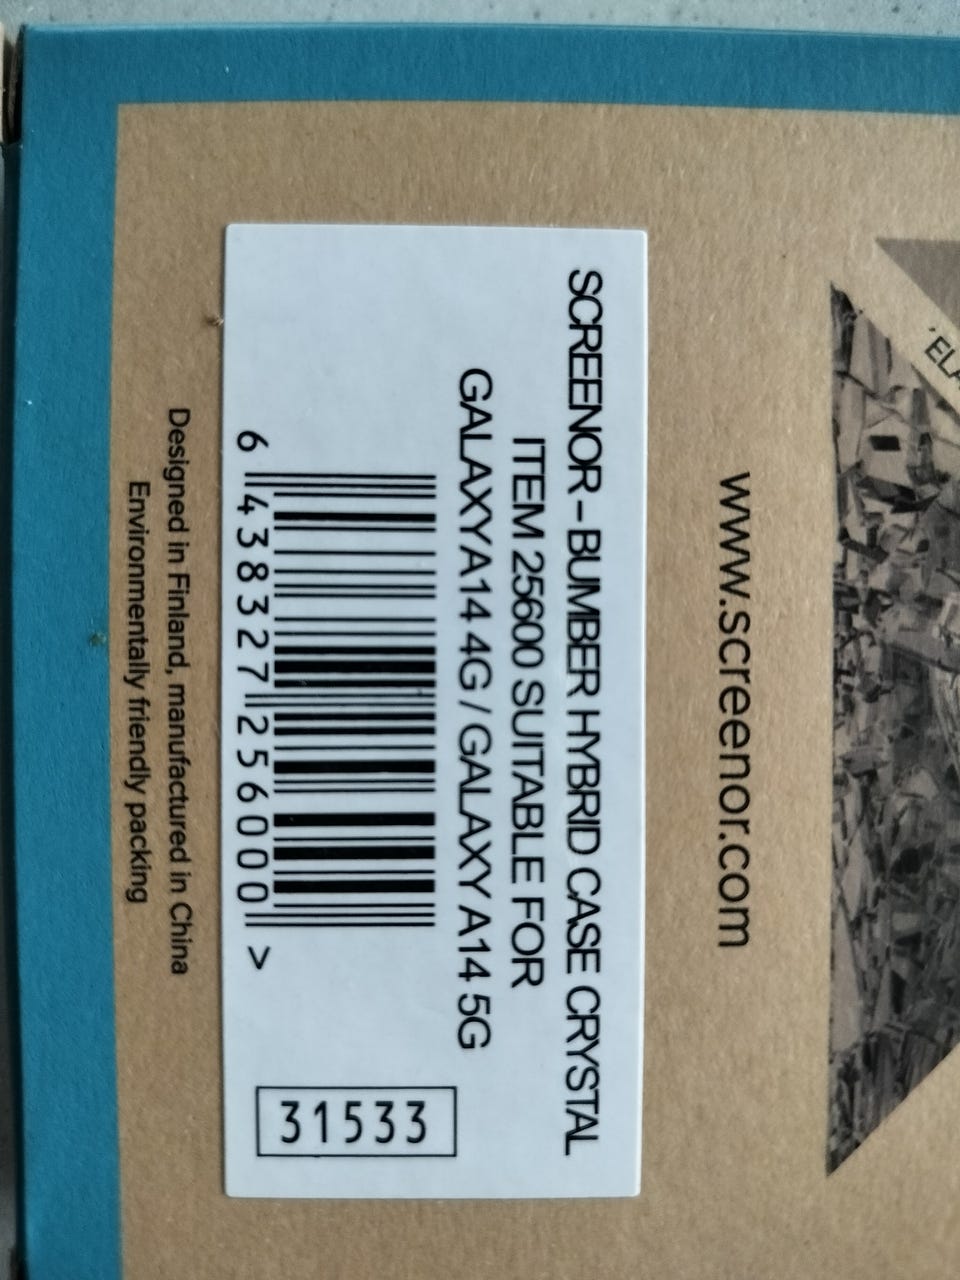 www.screenor.com
SCREENOR – BUMBER HYBRID CASE CRYSTAL
ITEM 25600 SUITABLE FOR
GALAXY A14 4G / GALAXY A14 5G
6 438327 256000 >
31533
Designed in Finland, manufactured in China
Environmentally friendly packing